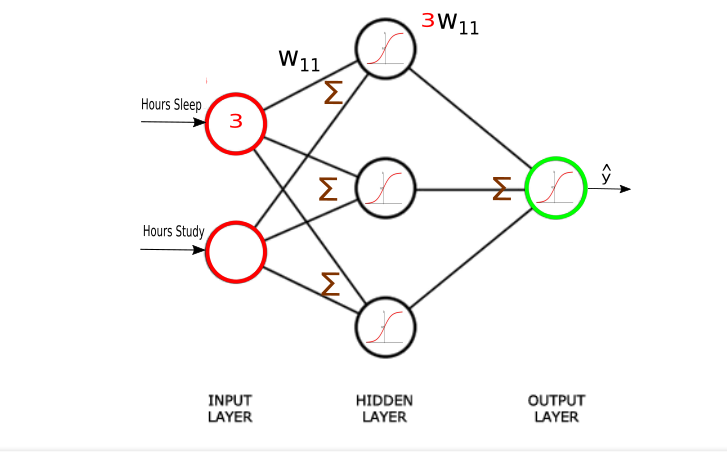 3W11
W11
Σ
Hours Sleep
3
Σ
Σ
ŷ
Hours Study
Σ
INPUT
LAYER
HIDDEN
LAYER
OUTPUT
LAYER